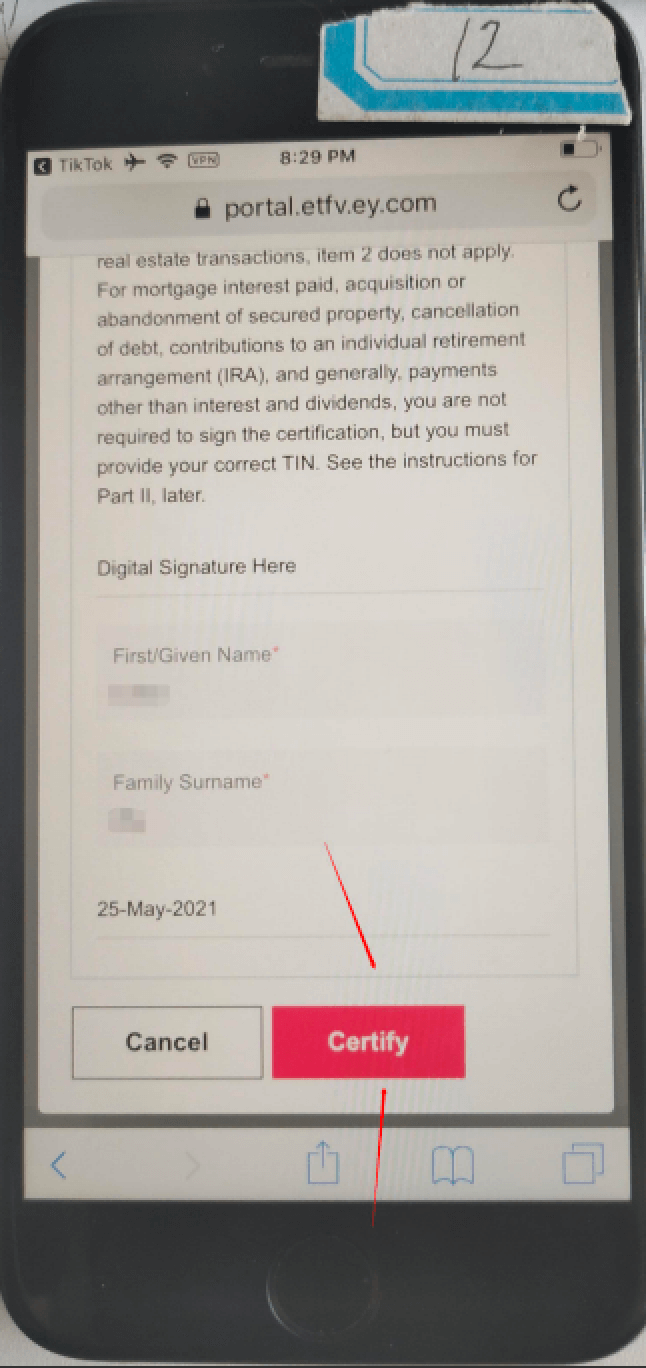 12
TikTok VPN 8:29 PM
portal.etfv.ey.com
real estate transactions, item 2 does not apply.
For mortgage interest paid, acquisition or
abandonment of secured property, cancellation
of debt, contributions to an individual retirement
arrangement (IRA), and generally, payments
other than interest and dividends, you are not
required to sign the certification, but you must
provide your correct TIN. See the instructions for
Part II, later.
Digital Signature Here
First/Given Name*
Family Surname*
25-May-2021
Cancel Certify